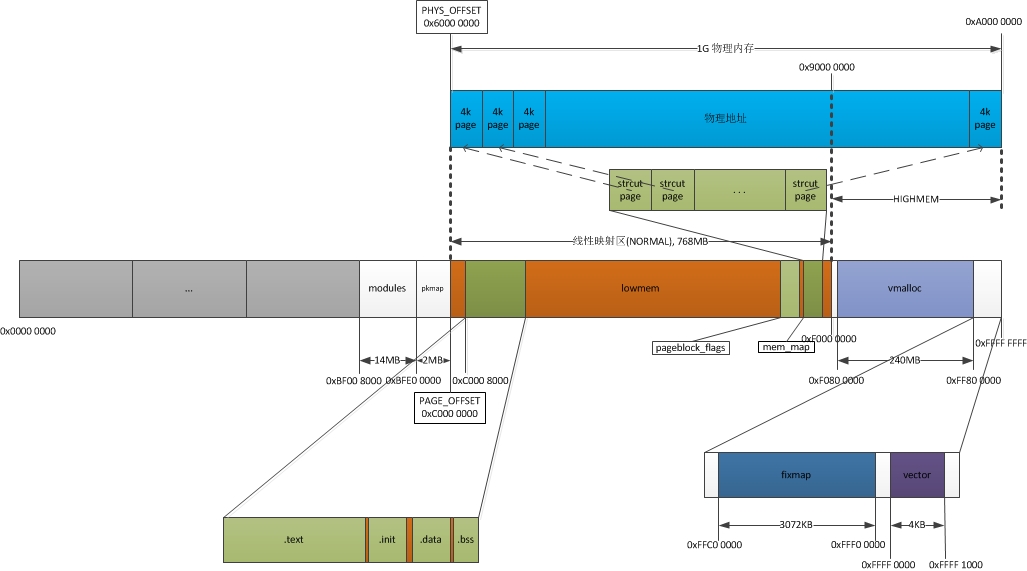 PHYS_OFFSET
0x6000 0000
0xA000 0000
1G 物理内存
0x9000 0000
4k
page
4k
page
4k
page
物理地址
4k
page
strcut
page
strcut
page
. . .
strcut
page
HIGHMEM
线性映射区(NORMAL), 768MB
...
modules
pkmap
lowmem
vmalloc
0x0000 0000
pageblock_flags
mem_map
0xF000 0000
0xFFFF FFFF
14MB
2MB
240MB
0xBF00 8000
0xBFE0 0000
0xC000 8000
0xF080 0000
0xFF80 0000
PAGE_OFFSET
0xC000 0000
fixmap
vector
3072KB
4KB
0xFFC0 0000
0xFFF0 0000
0xFFFF 0000
0xFFFF 1000
.text
.init
.data
.bss